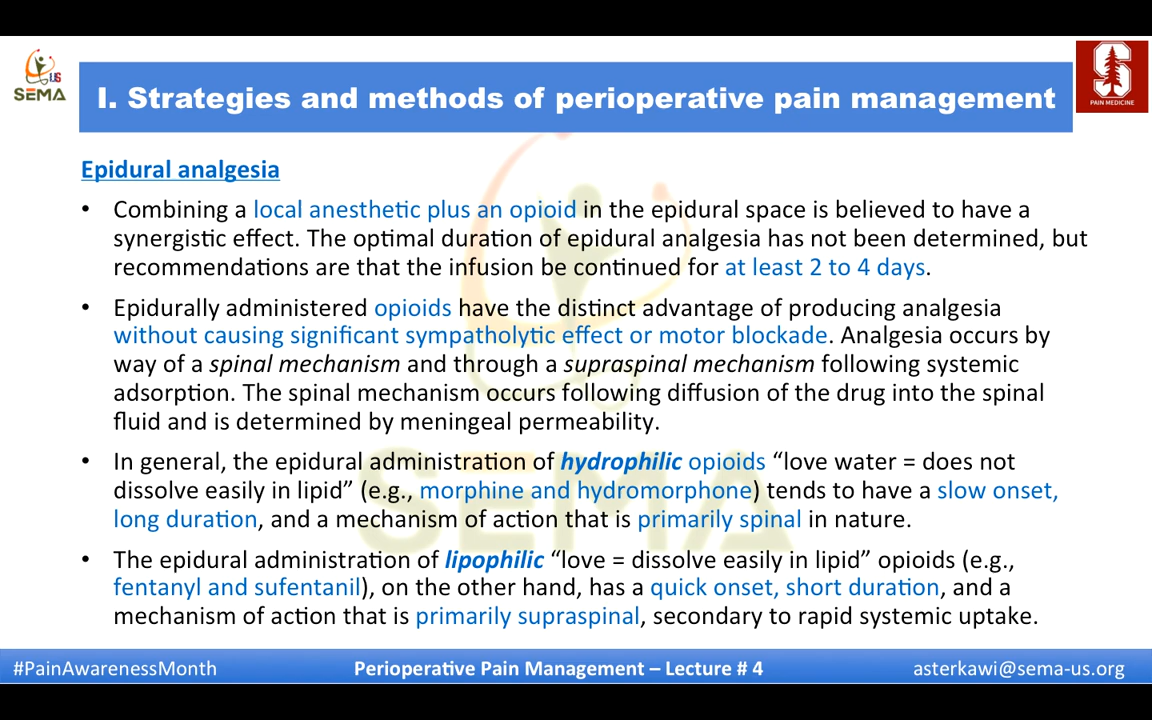 US
SEMA
I. Strategies and methods of perioperative pain management
PAIN MEDICINE
Epidural analgesia
• Combining a local anesthetic plus an opioid in the epidural space is believed to have a
synergistic effect. The optimal duration of epidural analgesia has not been determined, but
recommendations are that the infusion be continued for at least 2 to 4 days.
• Epidurally administered opioids have the distinct advantage of producing analgesia
without causing significant sympatholytic effect or motor blockade. Analgesia occurs by
way of a spinal mechanism and through a supraspinal mechanism following systemic
adsorption. The spinal mechanism occurs following diffusion of the drug into the spinal
fluid and is determined by meningeal permeability.
• In general, the epidural administration of hydrophilic opioids “love water = does not
dissolve easily in lipid” (e.g., morphine and hydromorphone) tends to have a slow onset,
long duration, and a mechanism of action that is primarily spinal in nature.
• The epidural administration of lipophilic “love = dissolve easily in lipid” opioids (e.g.,
fentanyl and sufentanil), on the other hand, has a quick onset, short duration, and a
mechanism of action that is primarily supraspinal, secondary to rapid systemic uptake.
SEMA
#PainAwarenessMonth
Perioperative Pain Management – Lecture # 4
asterkawi@sema-us.org